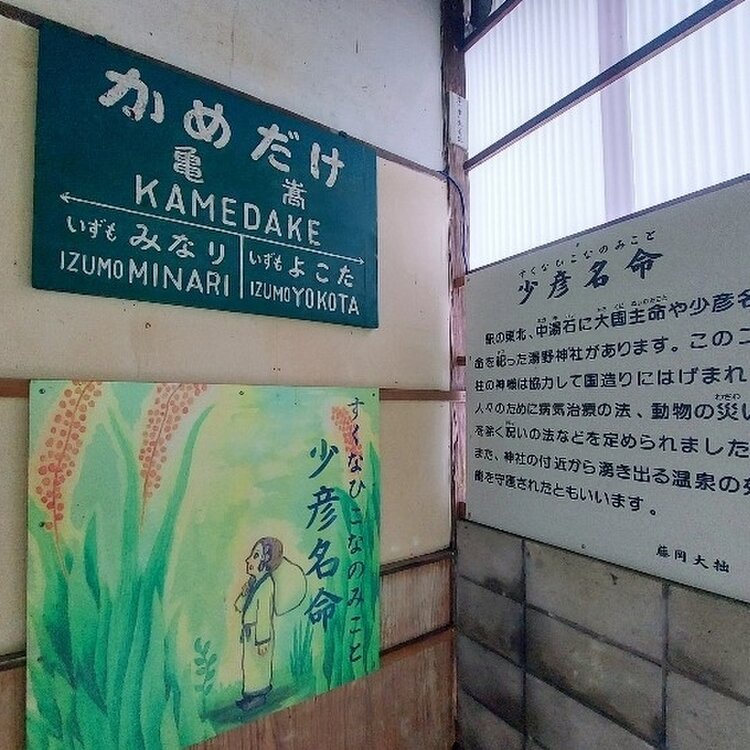 かめだけ
亀嵩
KAMEDAKE
いずも みなり
いずも よこた
IZUMO MINARI
IZUMO YOKOTA
すくなひこなのみこと
少彦名命
すくなひこなのみこと
少彦名命
駅の東北、中湯石に大国主命や少彦名
命を祀った湯野神社があります。この二
柱の神様は協力して国造りにはげまれ
人々のために病気治療の法、動物の災い
を除く呪いの法などを定められました
また、神社の付近から湧き出る温泉の効
能を守護されたともいいます。
藤岡大拙